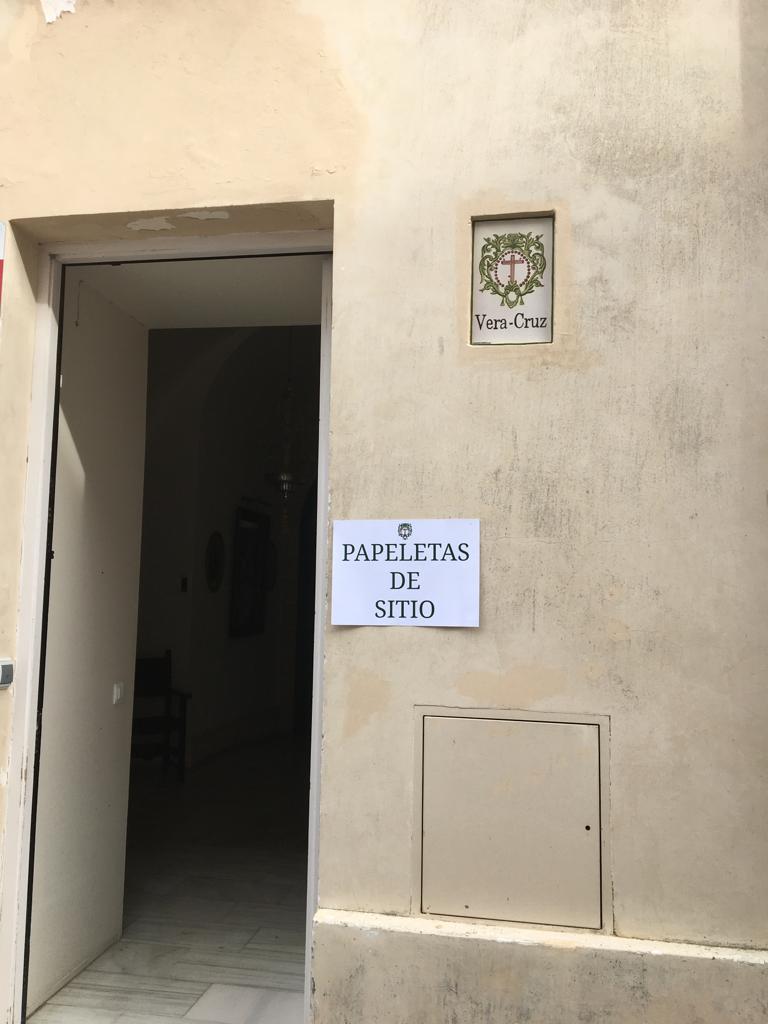 Vera-Cruz
PAPELETAS
DE
SITIO